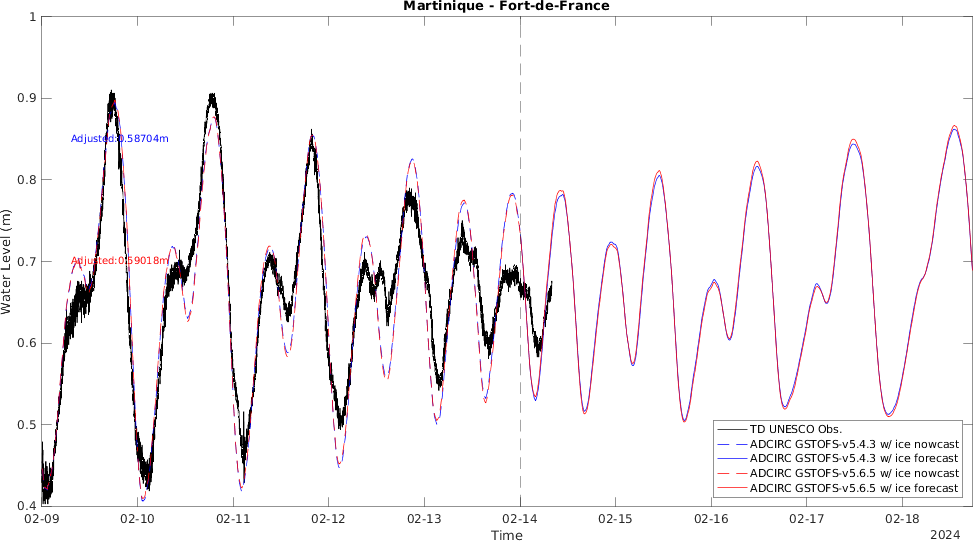 Martinique - Fort-de-France
1
0.9
0.8
0.7
0.6
0.5
0.4
Water Level (m)
Adjusted:0.58704m
Adjusted:0.59018m
TD UNESCO Obs.
ADCIRC GSTOFS-v5.4.3 w/ ice nowcast
ADCIRC GSTOFS-v5.4.3 w/ ice forecast
ADCIRC GSTOFS-v5.6.5 w/ ice nowcast
ADCIRC GSTOFS-v5.6.5 w/ ice forecast
02-09 02-10 02-11 02-12 02-13 02-14 02-15 02-16 02-17 02-18
Time
2024